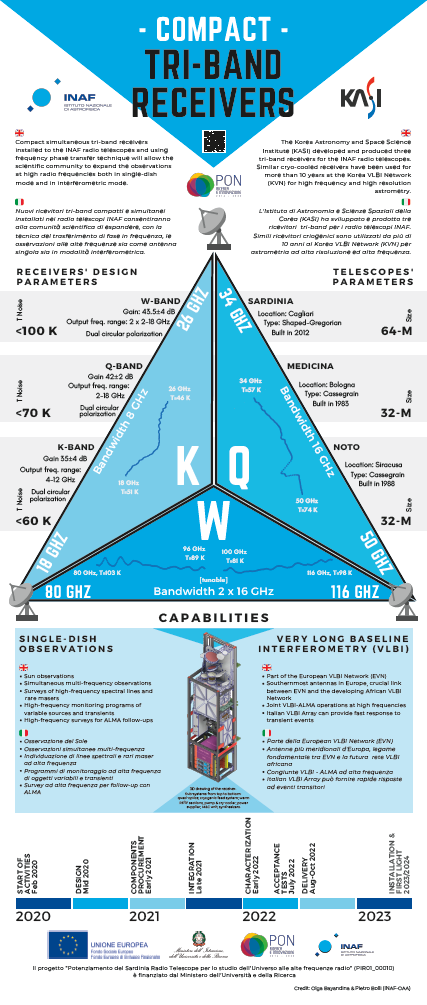 - COMPACT -
TRI-BAND
RECEIVERS
INAF
ISTITUTO NAZIONALE
DI ASTROFISICA
KASI
PON
Compact simultaneous tri-band receivers
installed to the INAF radio telescopes and using
frequency phase transfer technique will allow the
scientific community to expand the observations
at high radio frequencies both in single-dish
mode and in interferometric mode.
The Korea Astronomy and Space Science
Institute (KASI) developed and produced three
tri-band receivers for the INAF radio telescopes.
Similar cryo-cooled receivers have been used for
more than 10 years at the Korea VLBI Network
(KVN) for high frequency and high resolution
astrometry.
Nuovi ricevitori tri-band compatti e simultanei
installati nei radio telescopi INAF consentiranno
alla comunità scientifica di espandere, con la
tecnica del trasferimento di fase in frequenza, le
osservazioni alle alte frequenze sia come antenna
singola sia in modalità interferometrica.
L'Istituto di Astronomia e Scienze Spaziali della
Corea (KASI) ha sviluppato e prodotto tre
ricevitori tri-band per i radio telescopi INAF.
Simili ricevitori criogenici sono utilizzati da più di
10 anni al Korea VLBI Network (KVN) per
astrometria ad alta risoluzione ed alta frequenza.
RECEIVERS' DESIGN
PARAMETERS
TELESCOPES'
PARAMETERS
W-BAND
Gain: 43.5±4 dB
Output freq. range: 2 x 2-18 GHz
Dual circular polarization
T Noise
<100 K
Q-BAND
Gain 42±2 dB
Output freq. range:
2-18 GHz
Dual circular
polarization
T Noise
<70 K
K-BAND
Gain 35±4 dB
Output freq. range:
4-12 GHz
Dual circular
polarization
T Noise
<60 K
SARDINIA
Location: Cagliari
Type: Shaped-Gregorian
Built in 2012
Size
64-M
MEDICINA
Location: Bologna
Type: Cassegrain
Built in 1983
Size
32-M
NOTO
Location: Siracusa
Type: Cassegrain
Built in 1988
Size
32-M
26 GHZ
34 GHZ
Bandwidth 8 GHz
Bandwidth 16 GHz
26 GHz
T=46 K
18 GHz
T=31 K
34 GHz
T=57 K
50 GHz
T=74 K
K
Q
W
18 GHZ
50 GHZ
80 GHz, T=103 K
96 GHz
T=89 K
100 GHz
T=81 K
116 GHz, T=98 K
80 GHZ
[tunable]
Bandwidth 2 x 16 GHz
116 GHZ
CAPABILITIES
SINGLE-DISH
OBSERVATIONS
• Sun observations
• Simultaneous multi-frequency observations
• Surveys of high-frequency spectral lines and
rare masers
• High-frequency monitoring programs of
variable sources and transients
• High-frequency surveys for ALMA follow-ups
• Osservazione del Sole
• Osservazioni simultanee multi-frequenza
• Individuazione di linee spettrali e rari maser
ad alta frequenza
• Programmi di monitoraggio ad alta frequenza
di oggetti variabili e transienti
• Survey ad alta frequenza per follow-up con
ALMA
VERY LONG BASELINE
INTERFEROMETRY (VLBI)
• Part of the European VLBI Network (EVN)
• Southernmost antennas in Europe, crucial link
between EVN and the developing African VLBI
Network
• Joint VLBI-ALMA operations at high frequencies
• Italian VLBI Array can provide fast response to
transient events
• Parte dello European VLBI Network (EVN)
• Antenne più meridionali d'Europa, legame
fondamentale tra EVN e la futura rete VLBI
africana
• Congiunte VLBI - ALMA ad alta frequenza
• Italian VLBI Array può fornire rapide risposte
ad eventi transitori
START OF
ACTIVITIES
Feb 2020
DESIGN
Mid 2020
COMPONENTS
PROCUREMENT
Early 2021
INTEGRATION
Late 2021
CHARACTERIZATION
Early 2022
ACCEPTANCE
TESTS
July 2022
DELIVERY
Aug-Oct 2022
INSTALLATION &
FIRST LIGHT
2023/2024
2020
2021
2022
2023
UNIONE EUROPEA
Fondo Sociale Europeo
Fondo Europeo di Sviluppo Regionale
PON
INAF
Il progetto "Potenziamento del Sardinia Radio Telescope per lo studio dell'Universo alle alte frequenze radio" (PIR01_00010)
è finanziato dal Ministero dell'Università e della Ricerca
Credit: Olga Bayandina & Pietro Bolli (INAF-OAA)